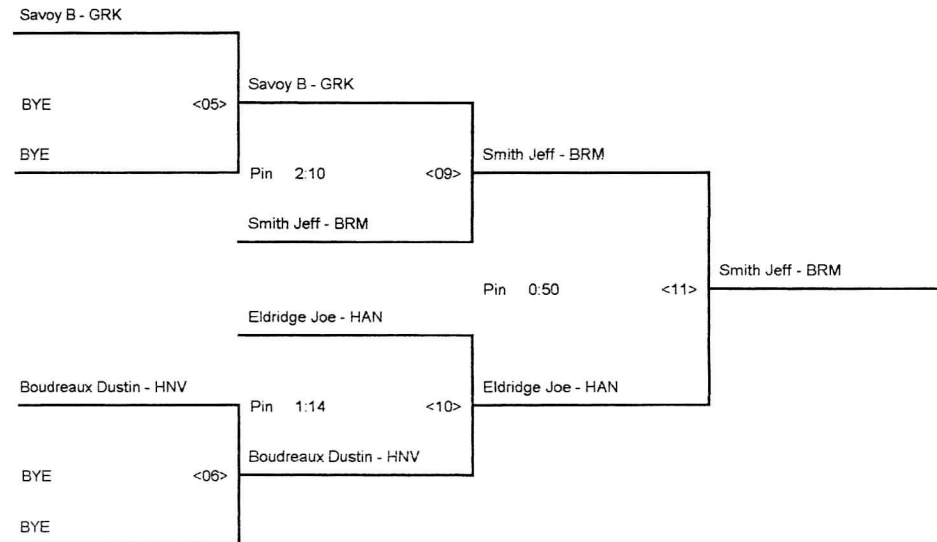 Savoy B - GRK
Savoy B - GRK
BYE <05>
BYE
Smith Jeff - BRM
Pin 2:10 <09>
Smith Jeff - BRM
Smith Jeff - BRM
Pin 0:50 <11>
Eldridge Joe - HAN
Boudreaux Dustin - HNV
Eldridge Joe - HAN
Pin 1:14 <10>
Boudreaux Dustin - HNV
BYE <06>
BYE